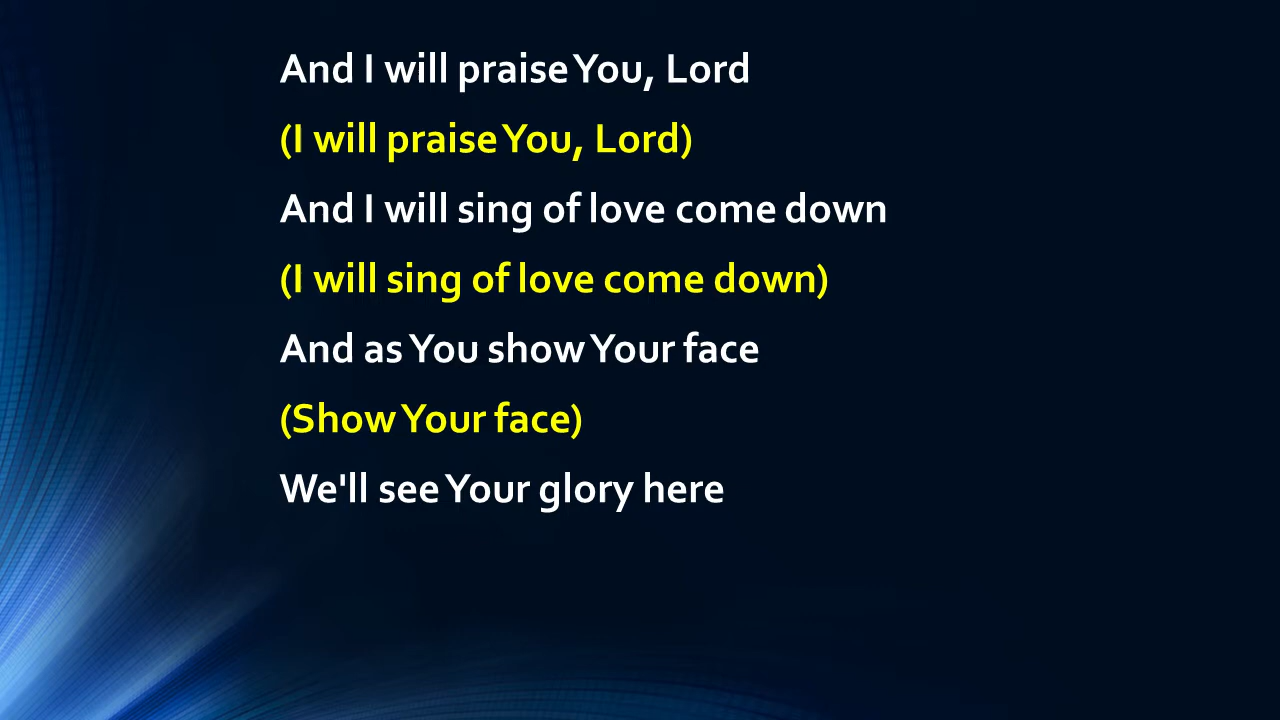 And I will praise You, Lord
(I will praise You, Lord)
And I will sing of love come down
(I will sing of love come down)
And as You show Your face
(Show Your face)
We'll see Your glory here